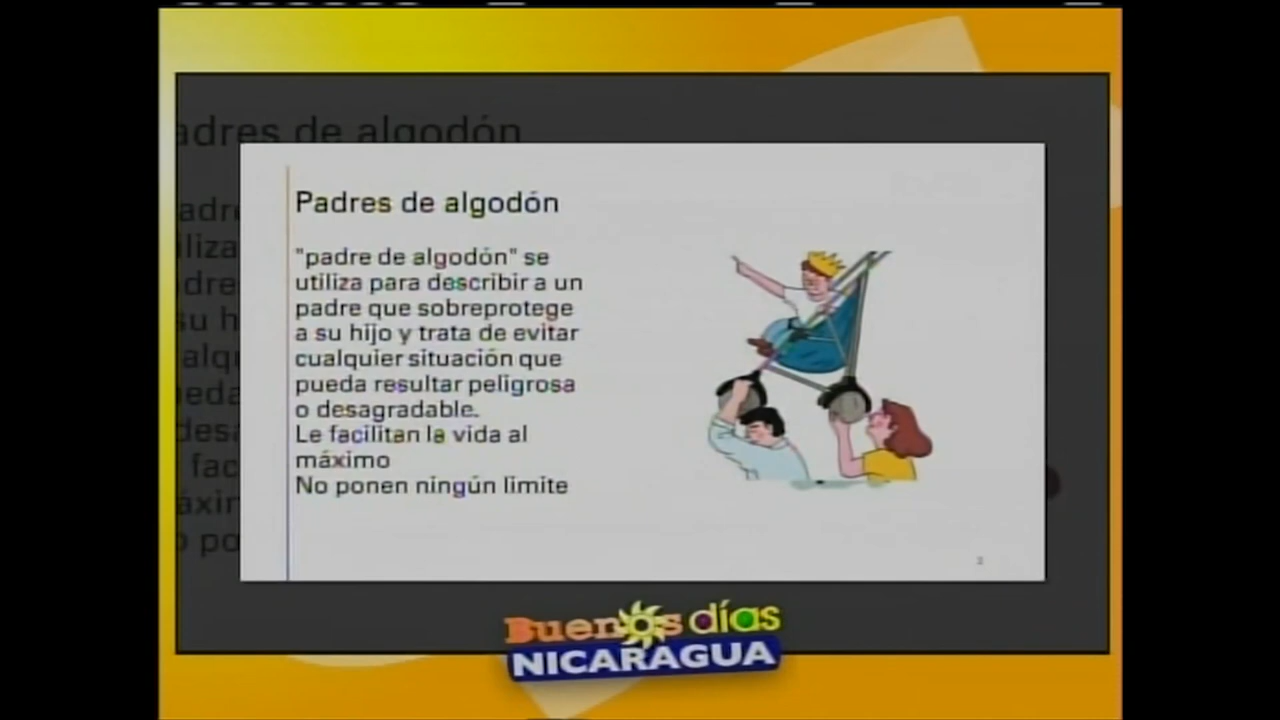 Padres de algodón
"padre de algodón" se
utiliza para describir a un
padre que sobreprotege
a su hijo y trata de evitar
cualquier situación que
pueda resultar peligrosa
o desagradable.
Le facilitan la vida al
máximo
No ponen ningún limite
2
Buenos días
NICARAGUA